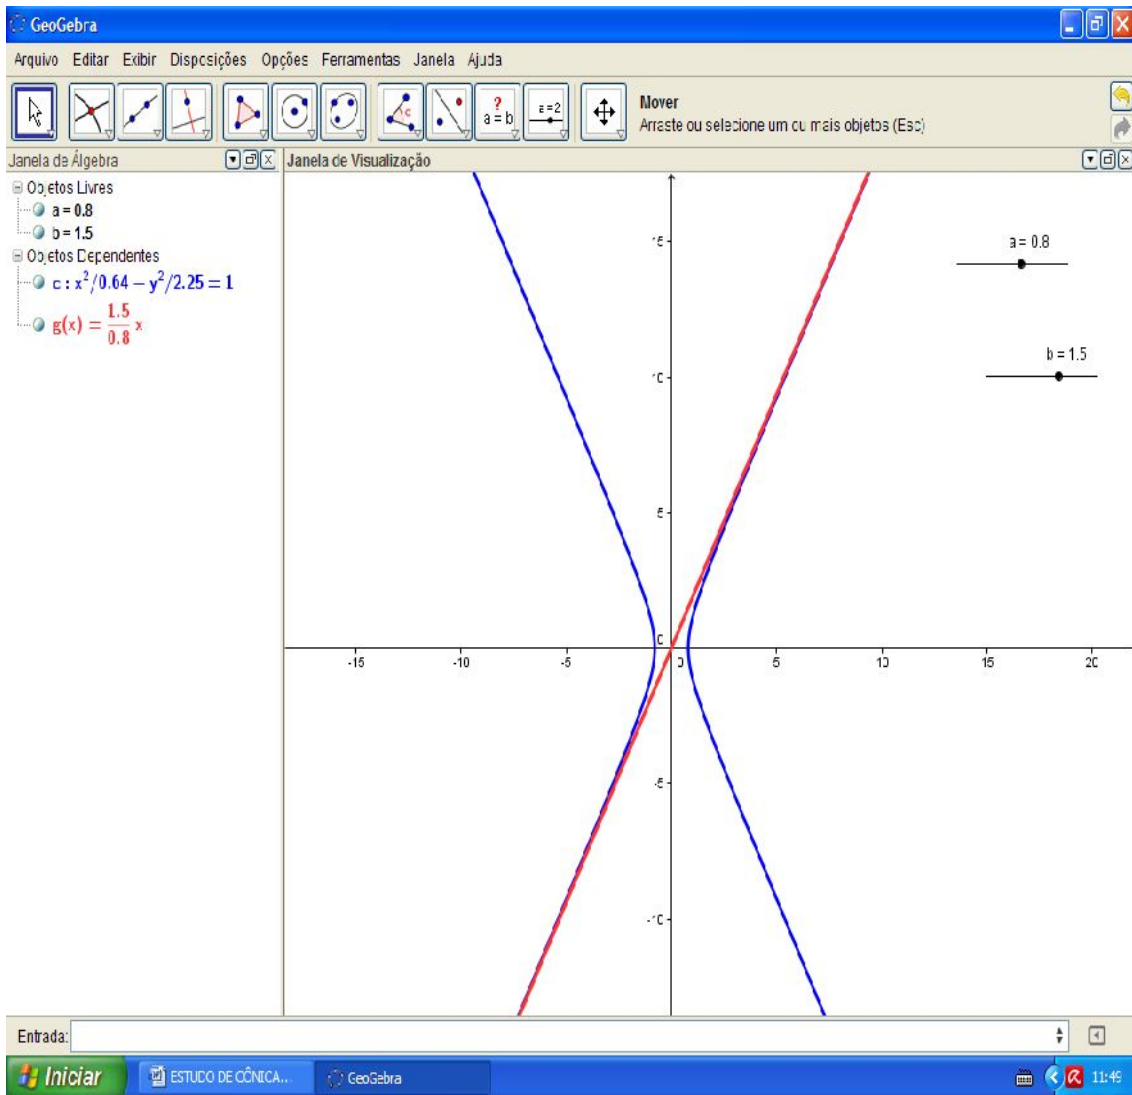 GeoGebra
Arquivo Editar Exibir Disposições Opções Ferramentas Janela Ajuda
? a = b
a=2
Mover
Arraste ou selecione um ou mais objetos (Esc)
Janela de Álgebra
Janela de Visualização
Objetos Livres
a = 0.8
b = 1.5
Objetos Dependentes
c : x²/0.64 − y²/2.25 = 1
g(x) = 1.5/0.8 x
15
a = 0.8
b = 1.5
10
5
0
-15 -10 -5 0 5 10 15 20
-5
-10
Entrada:
Iniciar ESTUDO DE CÔNICA... GeoGebra 11:49